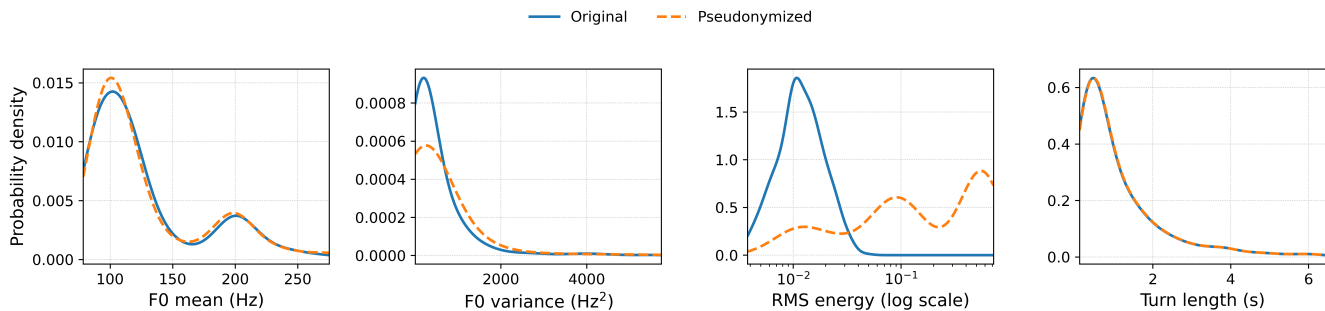 Original Pseudonymized
Probability density
0.015
0.010
0.005
0.000
100 150 200 250
F0 mean (Hz)
0.0008
0.0006
0.0004
0.0002
0.0000
2000 4000
F0 variance (Hz²)
1.5
1.0
0.5
0.0
10⁻² 10⁻¹
RMS energy (log scale)
0.6
0.4
0.2
0.0
2 4 6
Turn length (s)